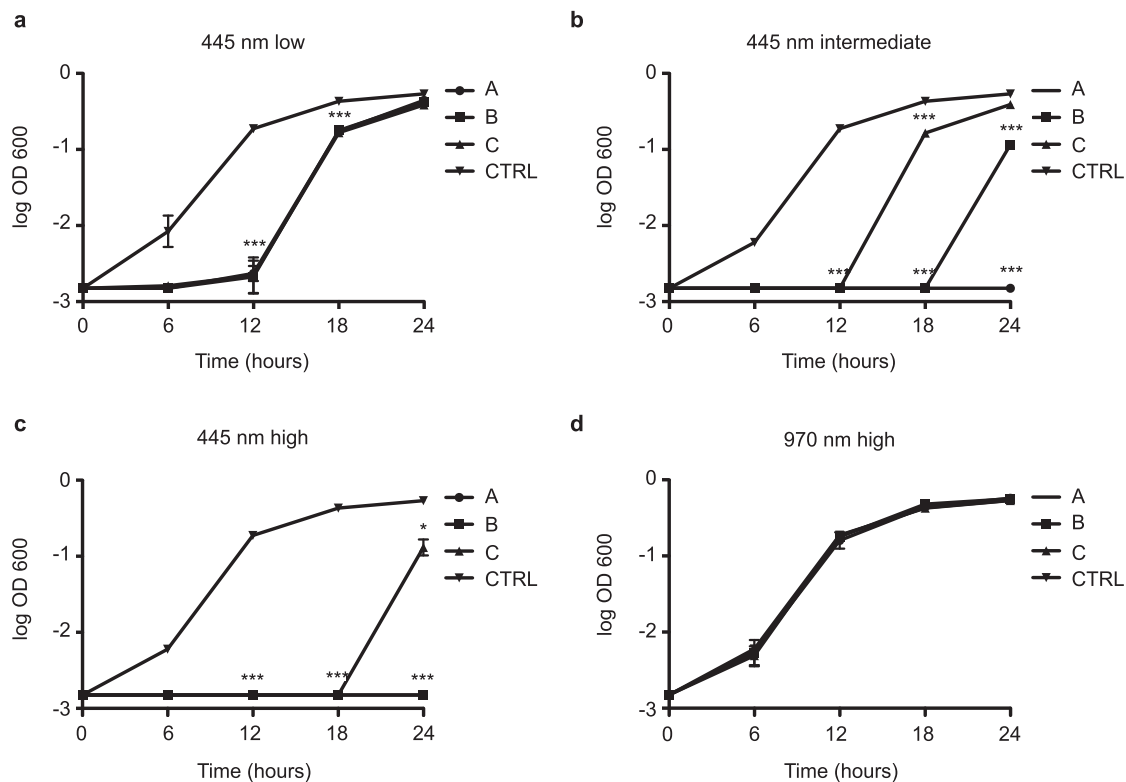 a
445 nm low
0
-1
-2
-3
log OD 600
***
***
0 6 12 18 24
Time (hours)
A
B
C
CTRL
b
445 nm intermediate
0
-1
-2
-3
log OD 600
***
***
*** *** ***
0 6 12 18 24
Time (hours)
A
B
C
CTRL
c
445 nm high
0
-1
-2
-3
log OD 600
*
*** *** ***
0 6 12 18 24
Time (hours)
A
B
C
CTRL
d
970 nm high
0
-1
-2
-3
log OD 600
0 6 12 18 24
Time (hours)
A
B
C
CTRL